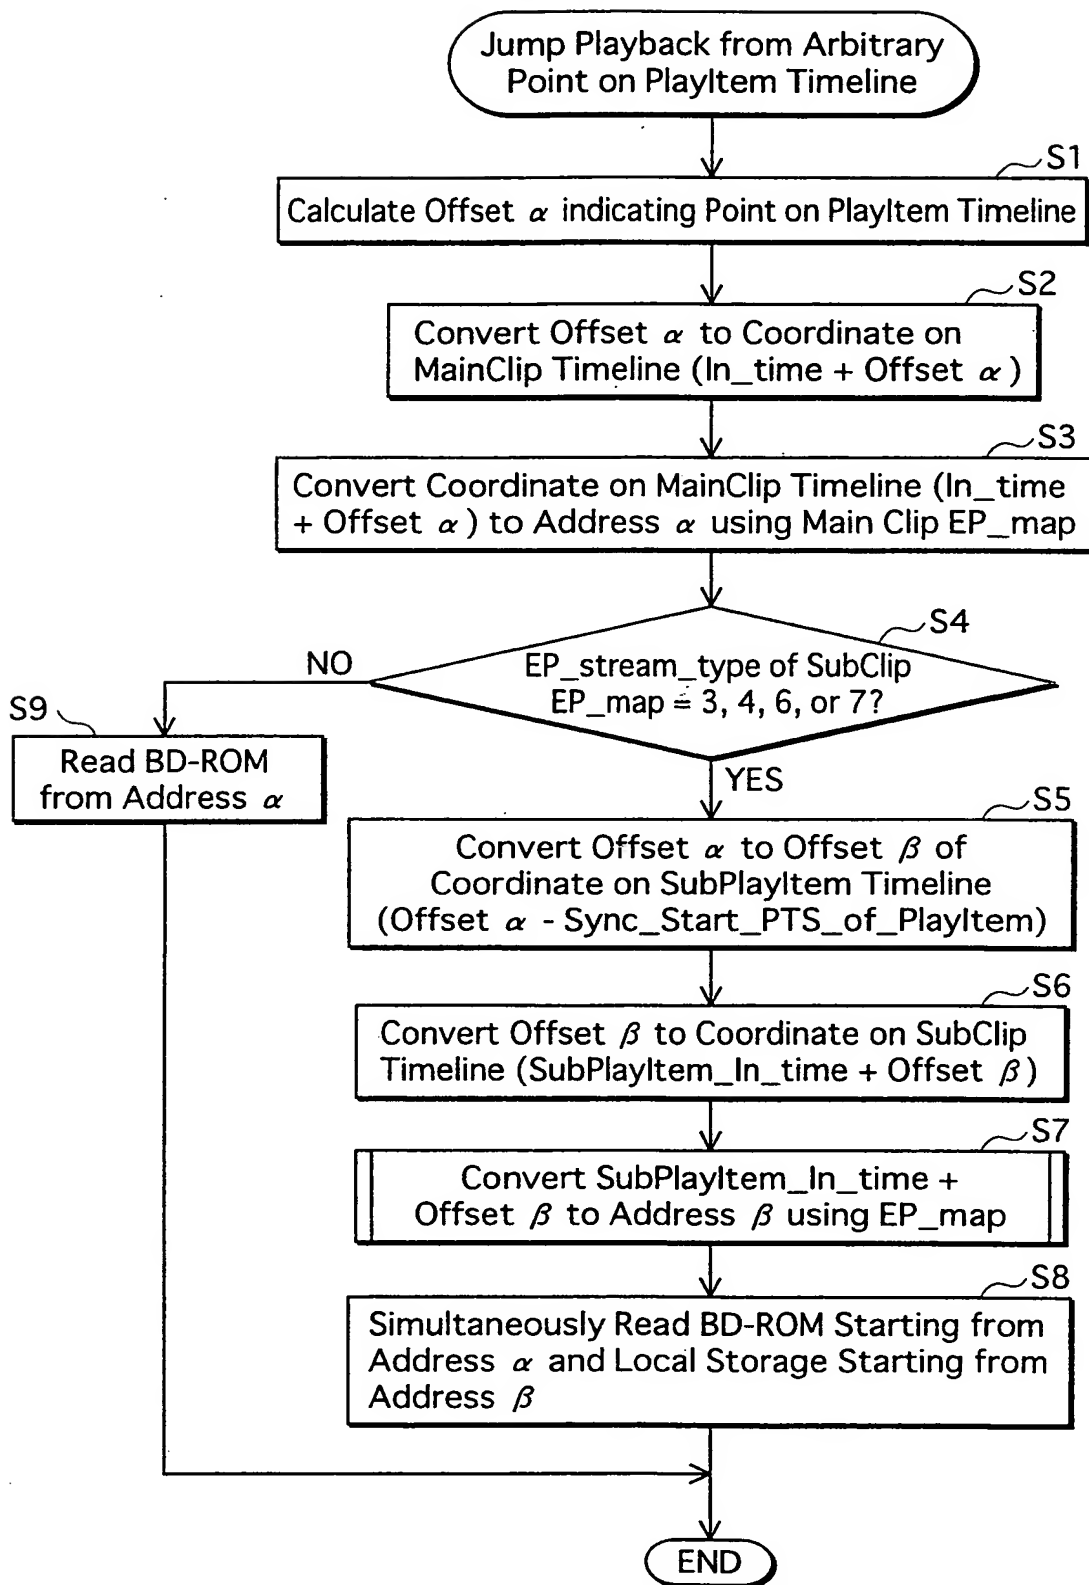 Jump Playback from Arbitrary
Point on PlayItem Timeline
S1
Calculate Offset α indicating Point on PlayItem Timeline
S2
Convert Offset α to Coordinate on
MainClip Timeline (In_time + Offset α)
S3
Convert Coordinate on MainClip Timeline (In_time
+ Offset α) to Address α using Main Clip EP_map
S4
EP_stream_type of SubClip
EP_map = 3, 4, 6, or 7?
NO
S9
Read BD-ROM
from Address α
YES
S5
Convert Offset α to Offset β of
Coordinate on SubPlayItem Timeline
(Offset α - Sync_Start_PTS_of_PlayItem)
S6
Convert Offset β to Coordinate on SubClip
Timeline (SubPlayItem_In_time + Offset β)
S7
Convert SubPlayItem_In_time +
Offset β to Address β using EP_map
S8
Simultaneously Read BD-ROM Starting from
Address α and Local Storage Starting from
Address β
END